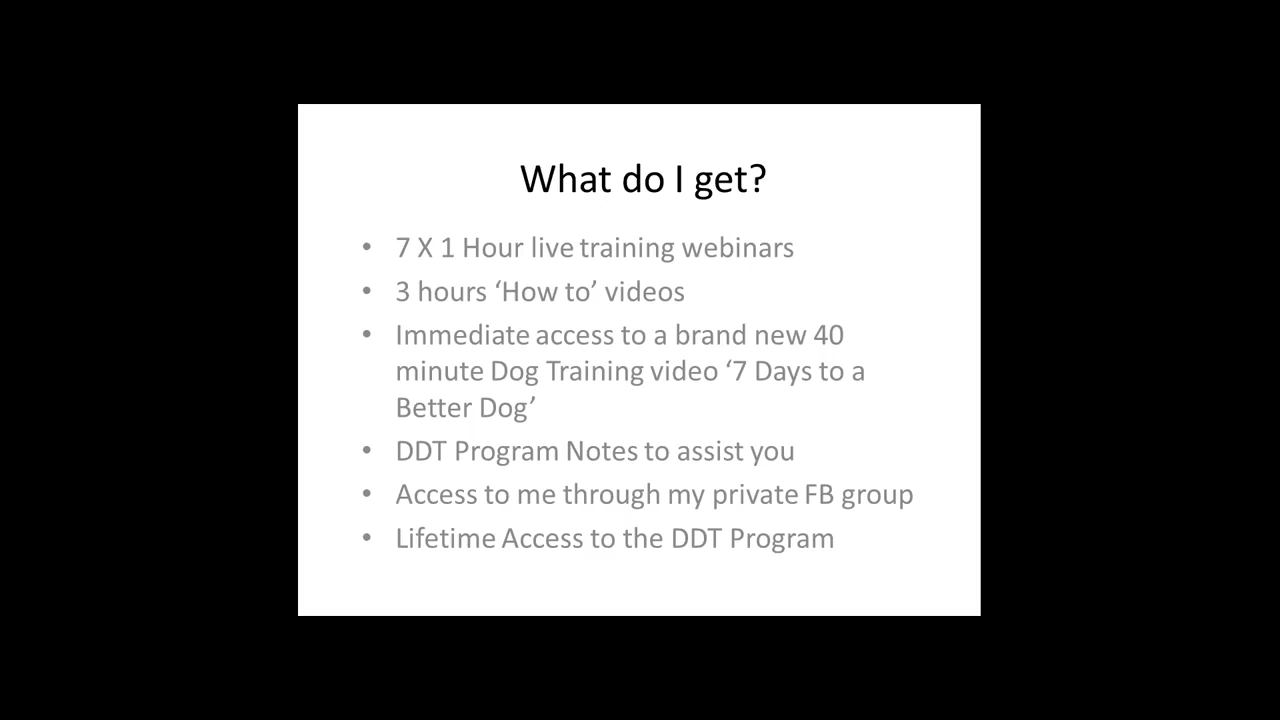 What do I get?
• 7 X 1 Hour live training webinars
• 3 hours ‘How to’ videos
• Immediate access to a brand new 40
minute Dog Training video ‘7 Days to a
Better Dog’
• DDT Program Notes to assist you
• Access to me through my private FB group
• Lifetime Access to the DDT Program